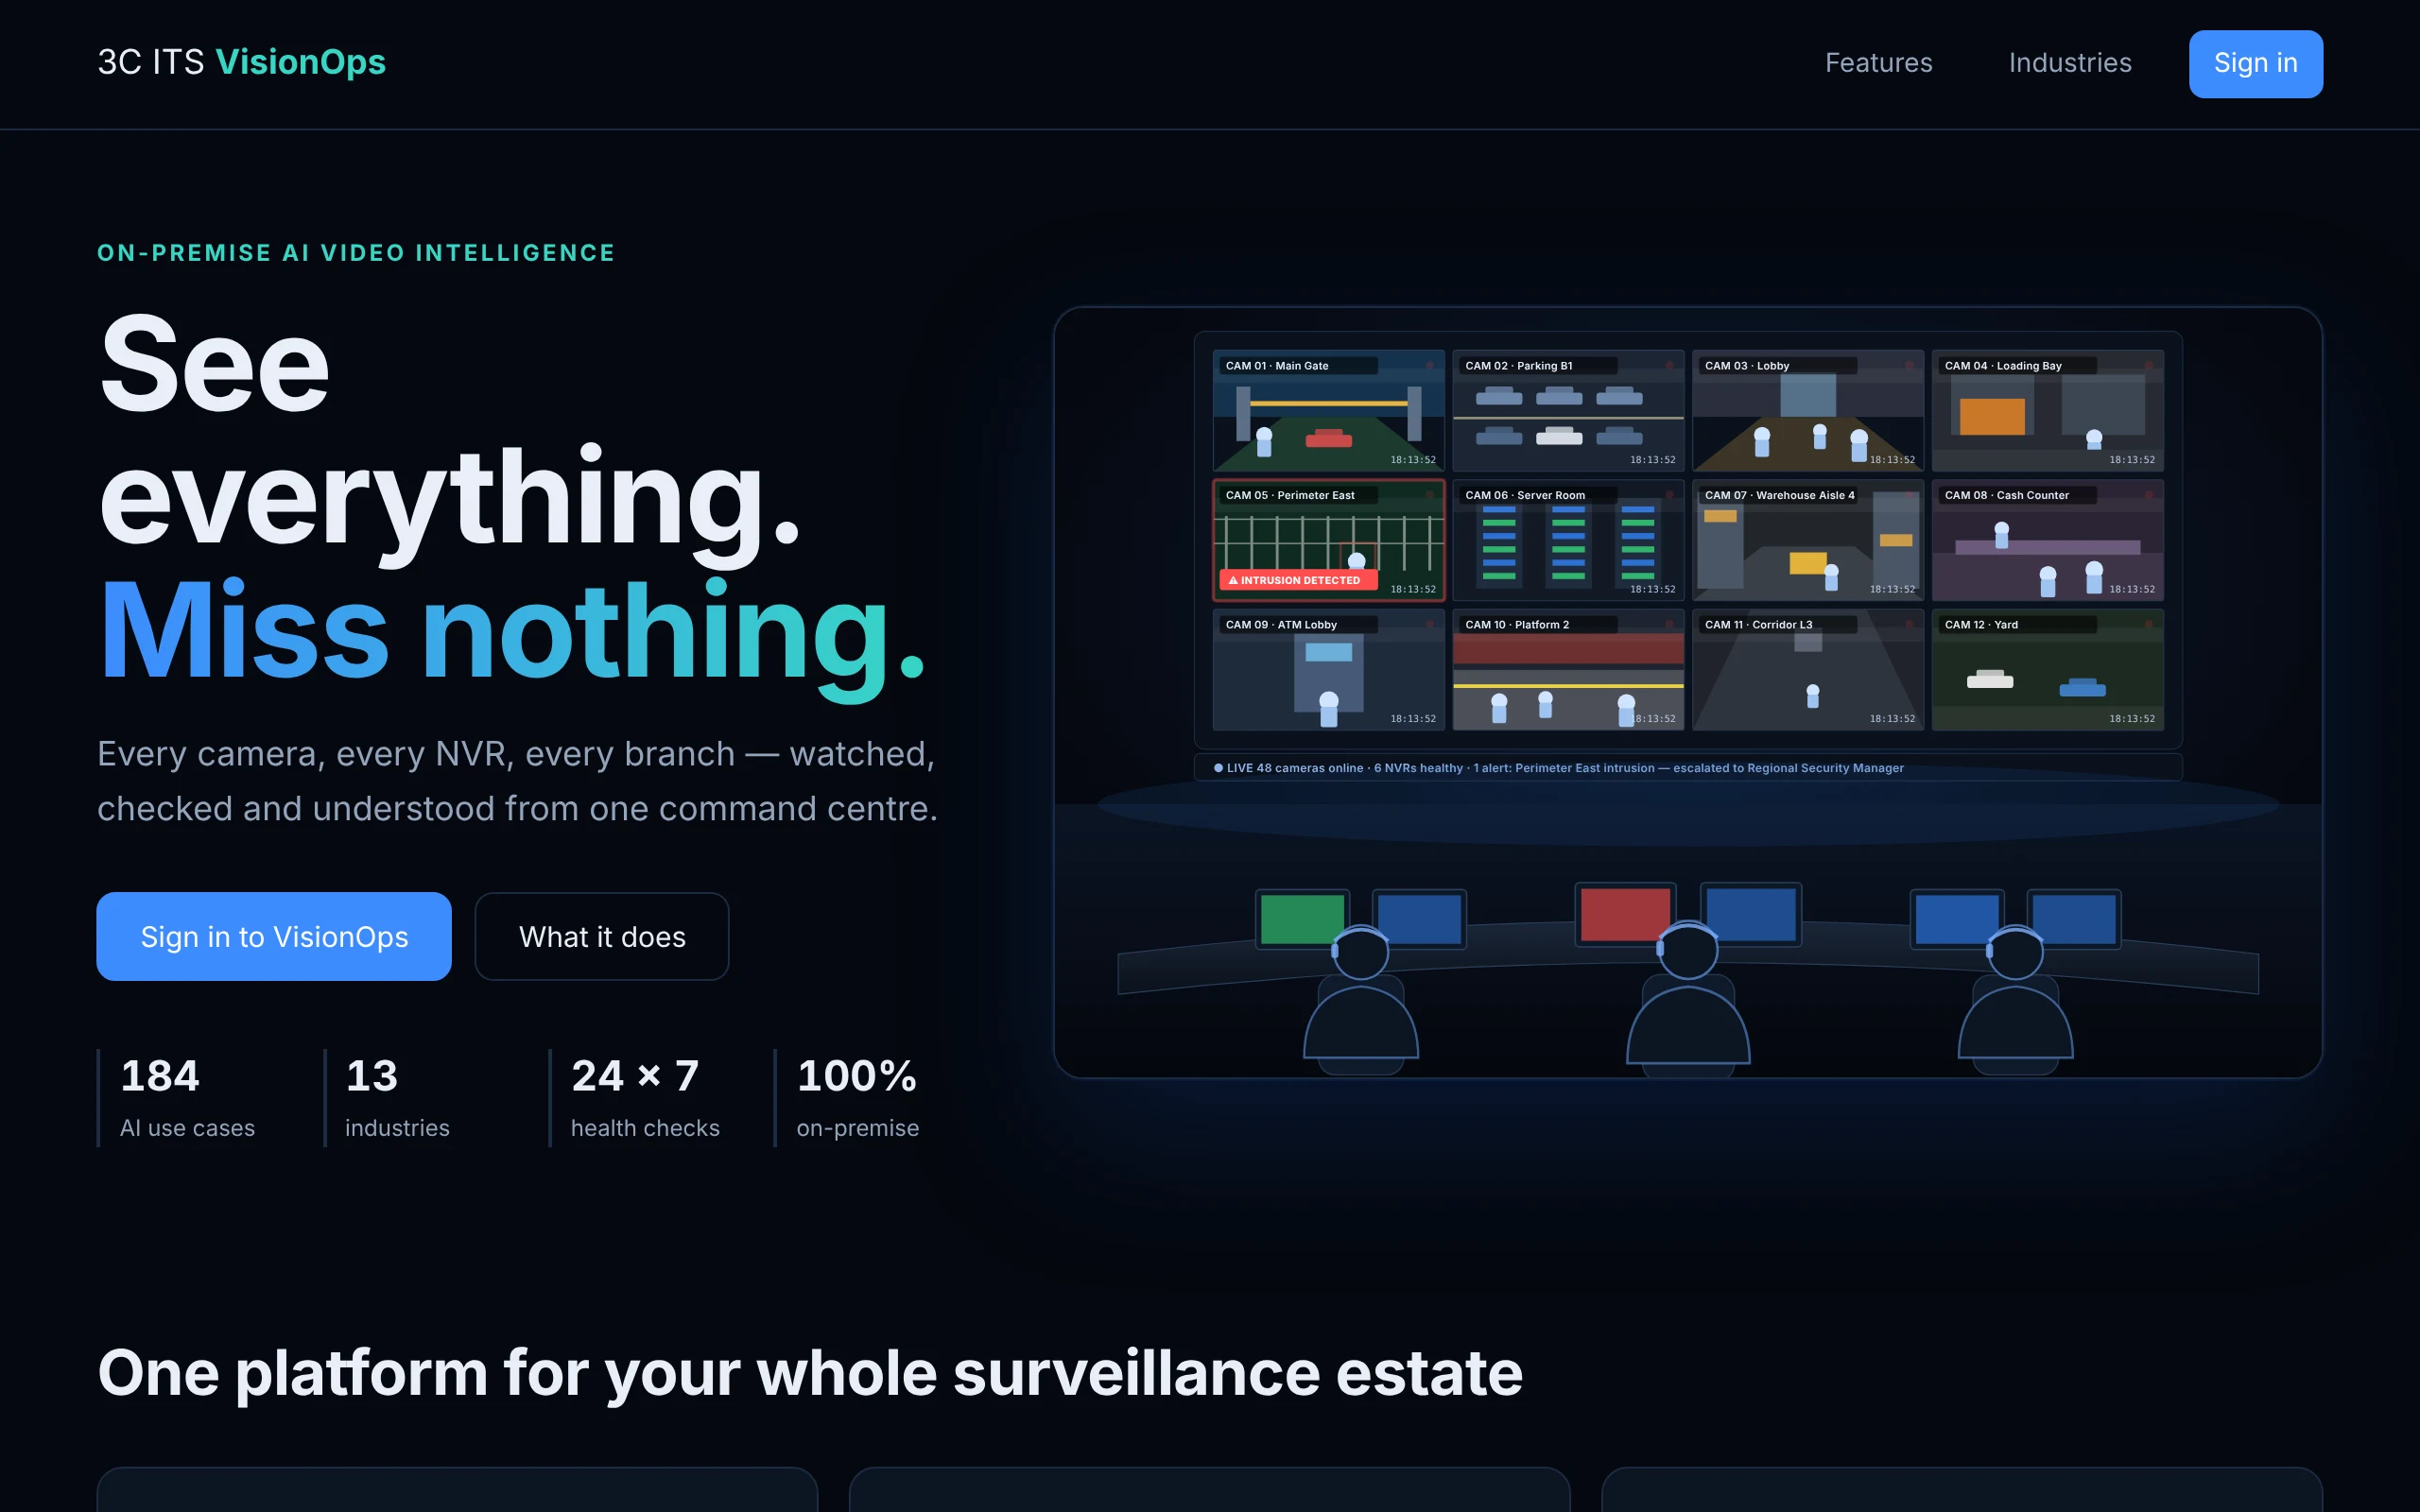 3C ITS VisionOps
Features
Industries
Sign in
ON-PREMISE AI VIDEO INTELLIGENCE
See
everything.
Miss nothing.
Every camera, every NVR, every branch — watched,
checked and understood from one command centre.
Sign in to VisionOps
What it does
184
AI use cases
13
industries
24 × 7
health checks
100%
on-premise
CAM 01 · Main Gate
18:13:52
CAM 02 · Parking B1
18:13:52
CAM 03 · Lobby
18:13:52
CAM 04 · Loading Bay
18:13:52
CAM 05 · Perimeter East
⚠ INTRUSION DETECTED
18:13:52
CAM 06 · Server Room
18:13:52
CAM 07 · Warehouse Aisle 4
18:13:52
CAM 08 · Cash Counter
18:13:52
CAM 09 · ATM Lobby
18:13:52
CAM 10 · Platform 2
18:13:52
CAM 11 · Corridor L3
18:13:52
CAM 12 · Yard
18:13:52
● LIVE 48 cameras online · 6 NVRs healthy · 1 alert: Perimeter East intrusion — escalated to Regional Security Manager
One platform for your whole surveillance estate